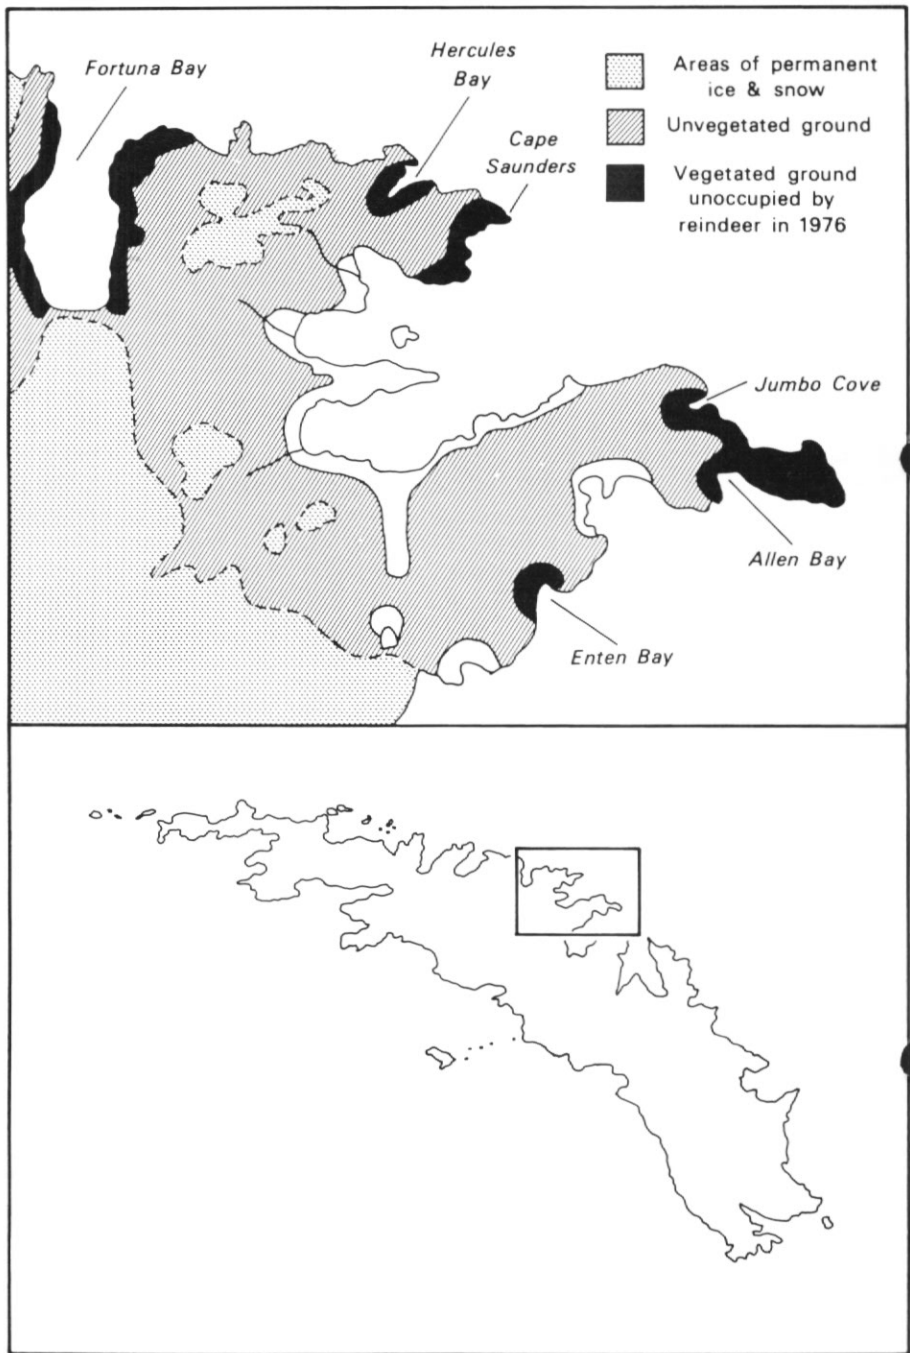 Fortuna Bay
Hercules
Bay
Cape
Saunders
Areas of permanent
ice & snow
Unvegetated ground
Vegetated ground
unoccupied by
reindeer in 1976
Jumbo Cove
Allen Bay
Enten Bay